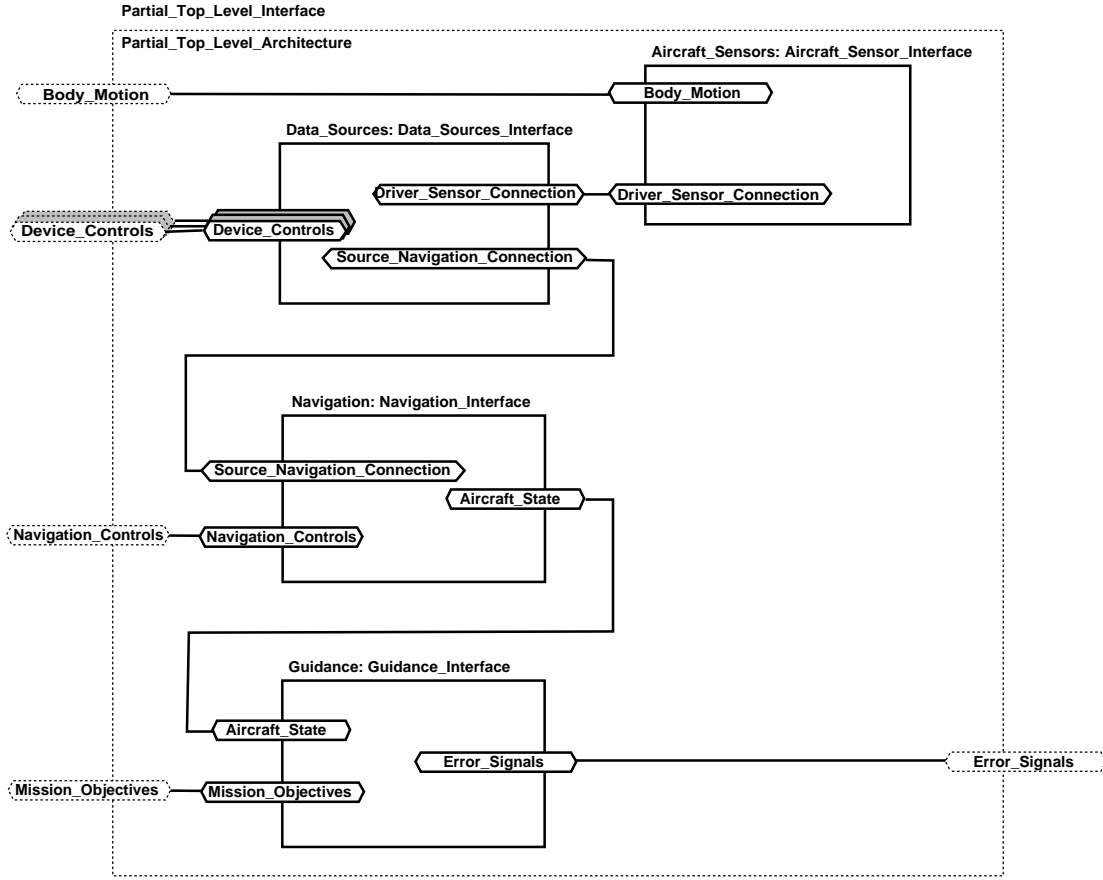 Partial_Top_Level_Interface
Partial_Top_Level_Architecture
Aircraft_Sensors: Aircraft_Sensor_Interface
Body_Motion
Body_Motion
Data_Sources: Data_Sources_Interface
Driver_Sensor_Connection
Driver_Sensor_Connection
Device_Controls
Device_Controls
Source_Navigation_Connection
Navigation: Navigation_Interface
Source_Navigation_Connection
Aircraft_State
Navigation_Controls
Navigation_Controls
Guidance: Guidance_Interface
Aircraft_State
Error_Signals
Error_Signals
Mission_Objectives
Mission_Objectives